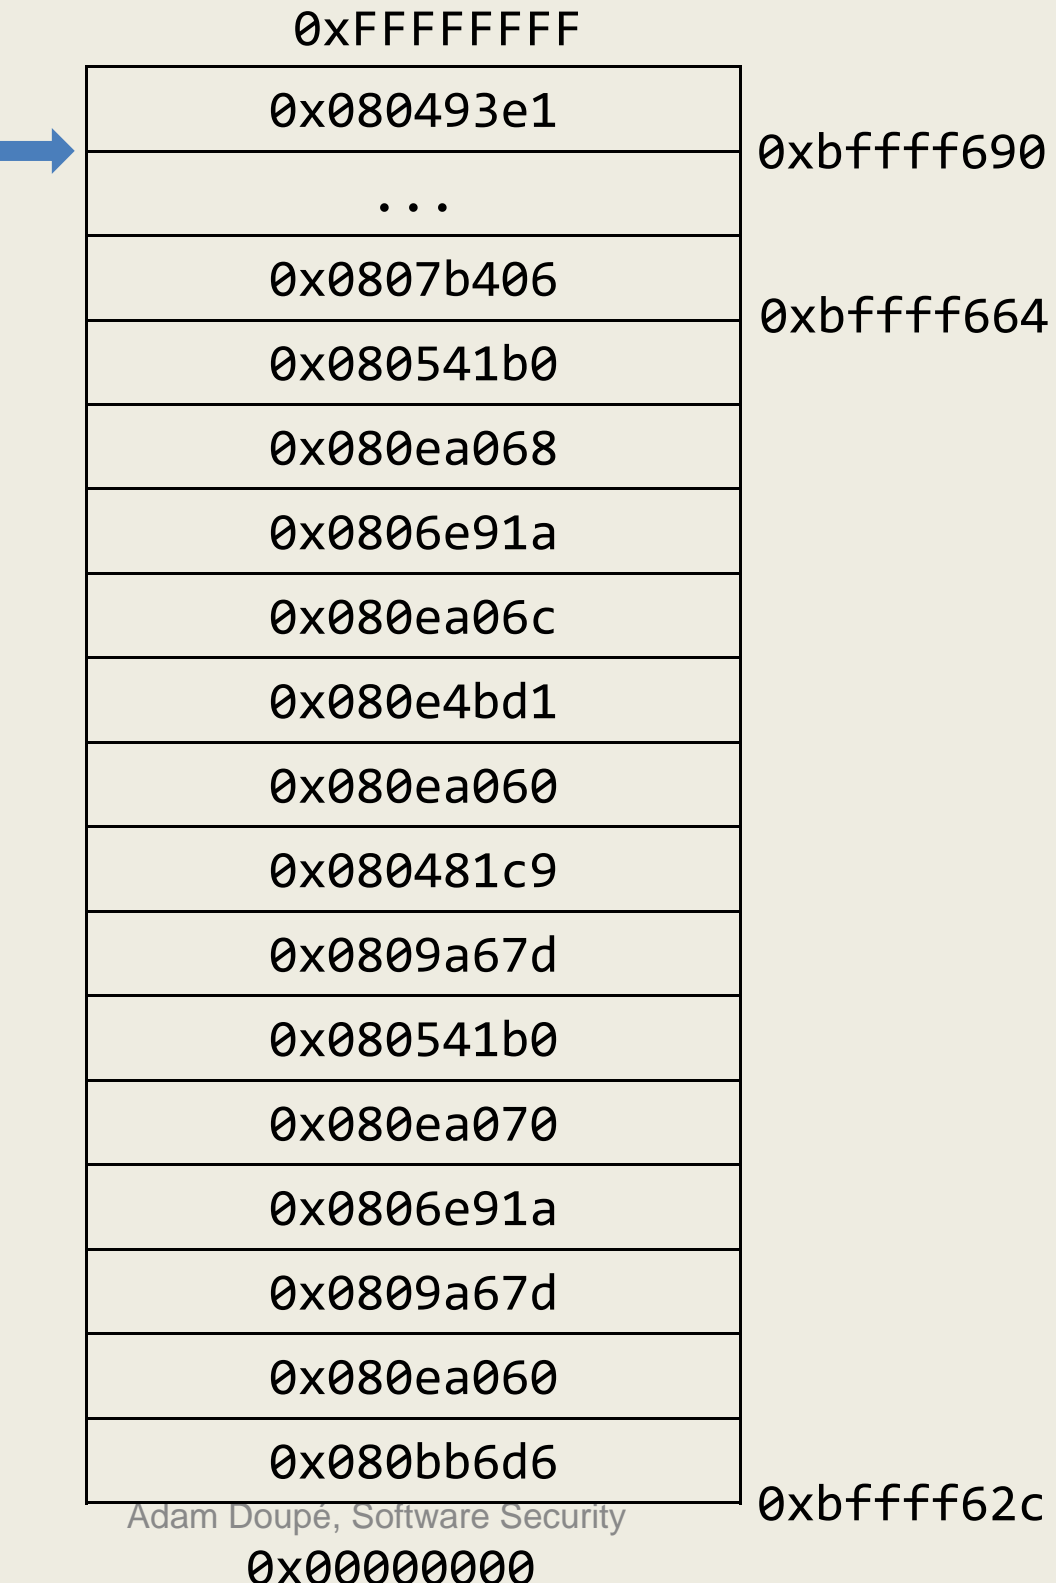 0xFFFFFFFF
0x080493e1
0xbffff690
...
0x0807b406
0xbffff664
0x080541b0
0x080ea068
0x0806e91a
0x080ea06c
0x080e4bd1
0x080ea060
0x080481c9
0x0809a67d
0x080541b0
0x080ea070
0x0806e91a
0x0809a67d
0x080ea060
0x080bb6d6
0xbffff62c
Adam Doupé, Software Security
0x00000000